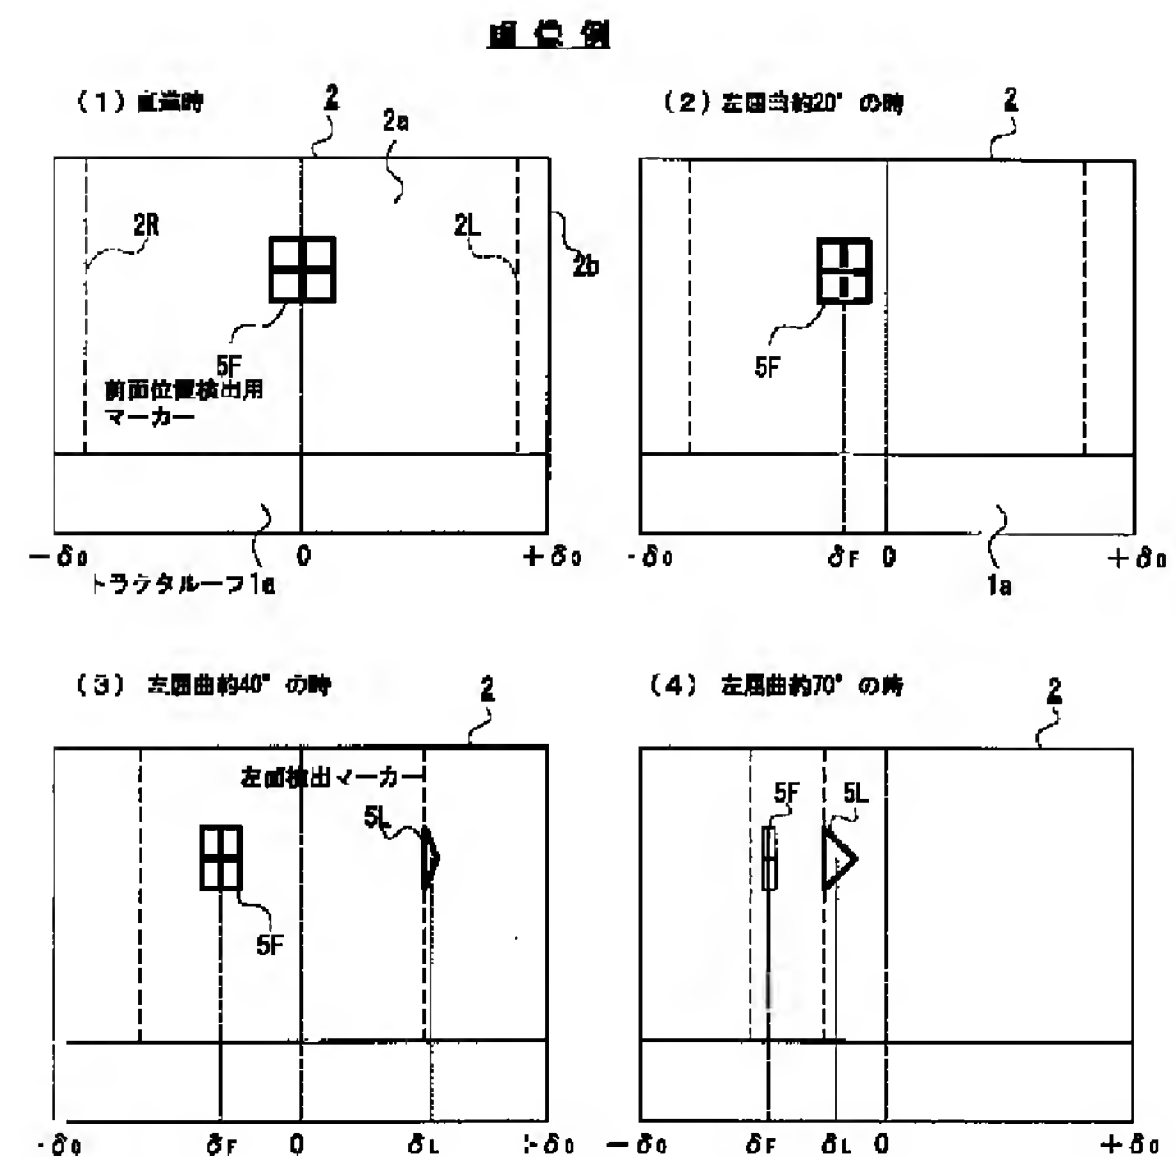 画像例
(1)直進時
2
2a
2R
2L
2b
5F
前面位置検出用
マーカー
－δ0
0
＋δ0
トラクタルーフ1a
(2)左屈曲約20°の時
2
5F
-δ0
δF
0
＋δ0
1a
(3) 左屈曲約40°の時
2
左面検出マーカー
5L
5F
-δ0
δF
0
δL
+δ0
(4) 左屈曲約70°の時
2
5F
5L
－δ0
δF
δL
0
＋δ0